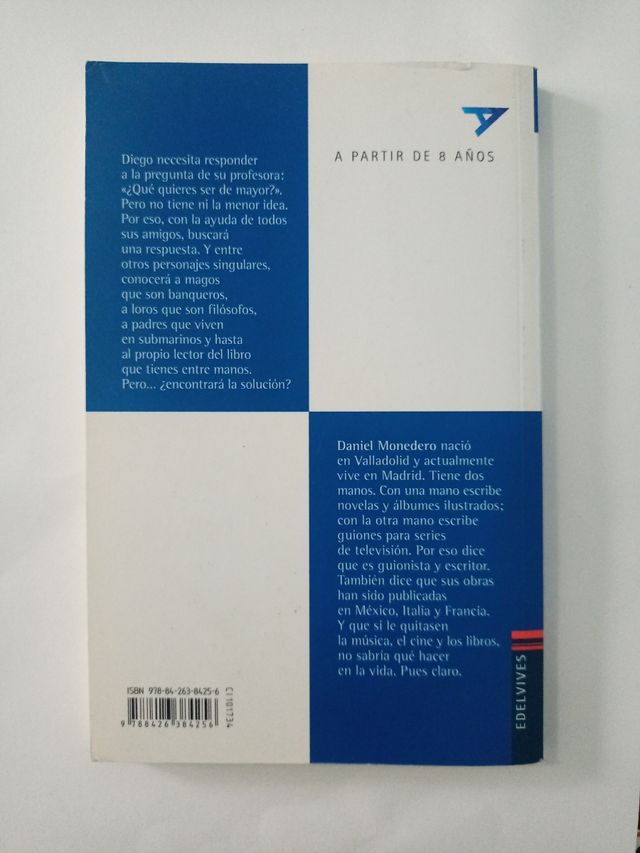 A PARTIR DE 8 AÑOS
Diego necesita responder
a la pregunta de su profesora:
«¿Qué quieres ser de mayor?».
Pero no tiene ni la menor idea.
Por eso, con la ayuda de todos
sus amigos, buscará
una respuesta. Y entre
otros personajes singulares,
conocerá a magos
que son banqueros,
a loros que son filósofos,
a padres que viven
en submarinos y hasta
al propio lector del libro
que tienes entre manos.
Pero... ¿encontrará la solución?
Daniel Monedero nació
en Valladolid y actualmente
vive en Madrid. Tiene dos
manos. Con una mano escribe
novelas y álbumes ilustrados;
con la otra mano escribe
guiones para series
de televisión. Por eso dice
que es guionista y escritor.
También dice que sus obras
han sido publicadas
en México, Italia y Francia.
Y que si le quitasen
la música, el cine y los libros,
no sabría qué hacer
en la vida. Pues claro.
ISBN 978-84-263-8425-6
9 788426 384256
CI 101734
EDELVIVES